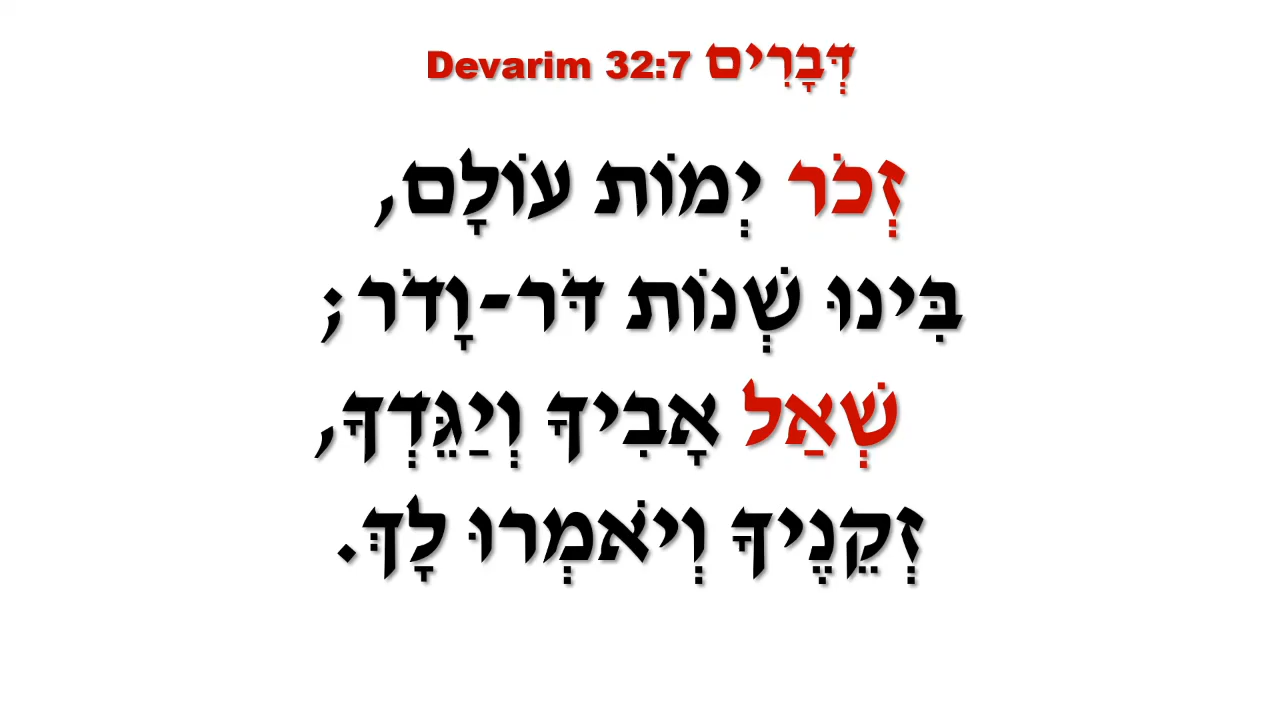 Devarim 32:7 דְּבָרִים
זְכֹר יְמוֹת עוֹלָם,
בִּינוּ שְׁנוֹת דֹּר-וָדֹר;
שְׁאַל אָבִיךָ וְיַגֵּדְךָ,
זְקֵנֶיךָ וְיֹאמְרוּ לָךְ.